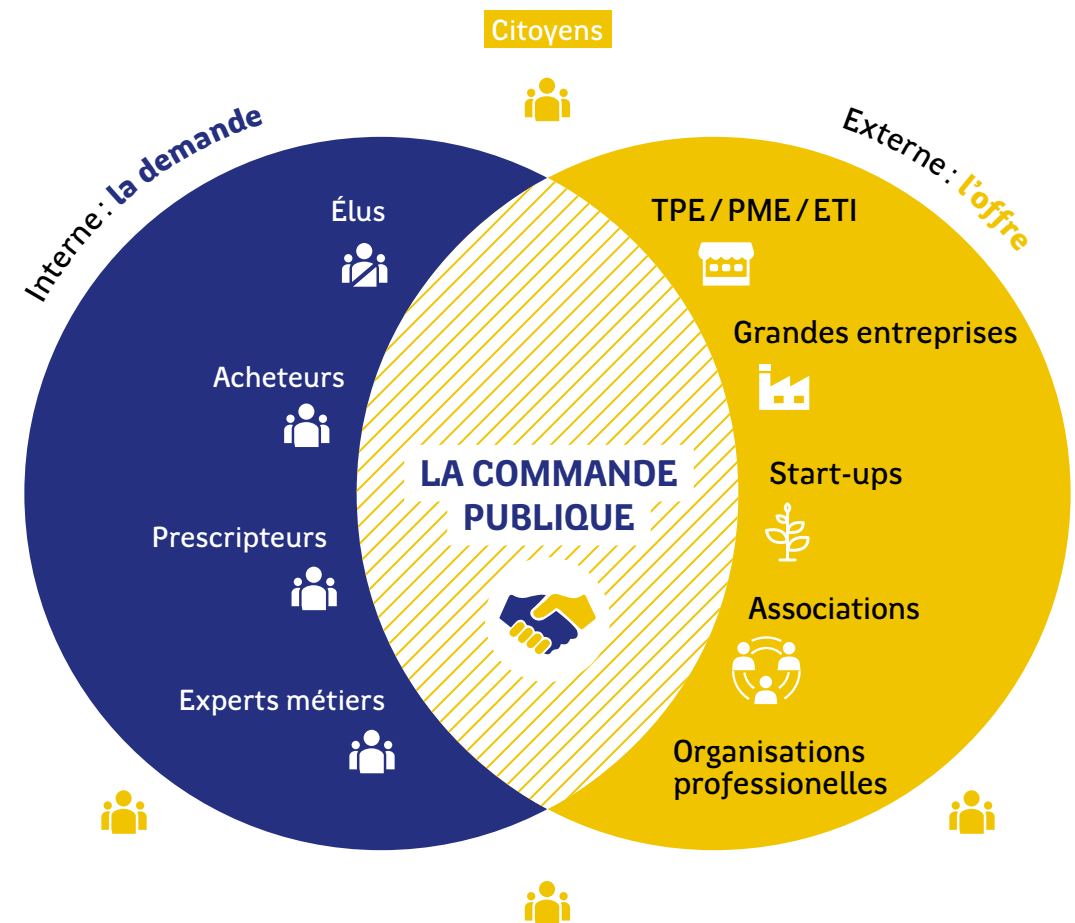 Citoyens
Interne : la demande
Externe : l'offre
Élus
Acheteurs
Prescripteurs
Experts métiers
LA COMMANDE
PUBLIQUE
TPE / PME / ETI
Grandes entreprises
Start-ups
Associations
Organisations
professionelles